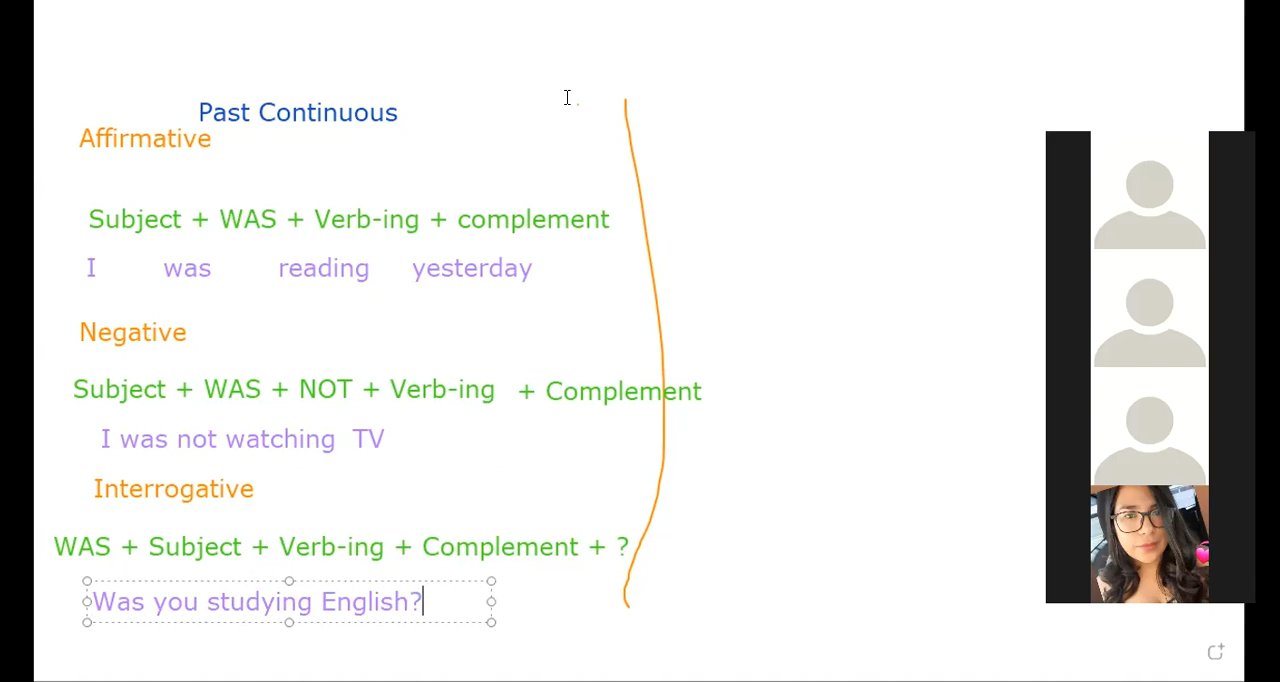 Past Continuous
Affirmative
Subject + WAS + Verb-ing + complement
I was reading yesterday
Negative
Subject + WAS + NOT + Verb-ing + Complement
I was not watching TV
Interrogative
WAS + Subject + Verb-ing + Complement + ?
Was you studying English?